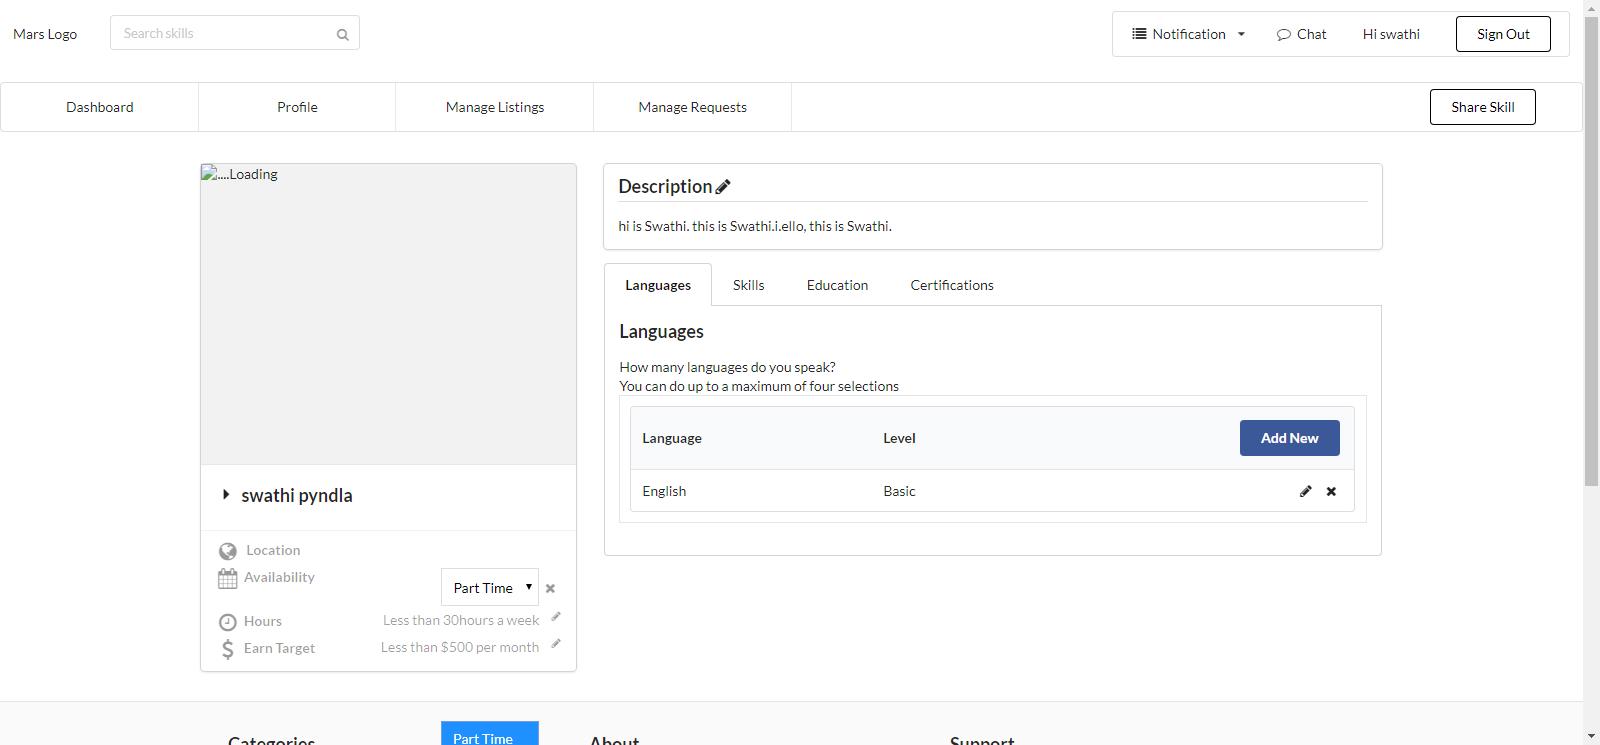 Mars Logo
Search skills
Notification
Chat
Hi swathi
Sign Out
Dashboard
Profile
Manage Listings
Manage Requests
Share Skill
....Loading
swathi pyndla
Location
Availability
Part Time
Hours
Less than 30hours a week
Earn Target
Less than $500 per month
Description
hi is Swathi. this is Swathi.i.ello, this is Swathi.
Languages
Skills
Education
Certifications
Languages
How many languages do you speak?
You can do up to a maximum of four selections
Language
Level
Add New
English
Basic
Categories
Part Time
About
Support